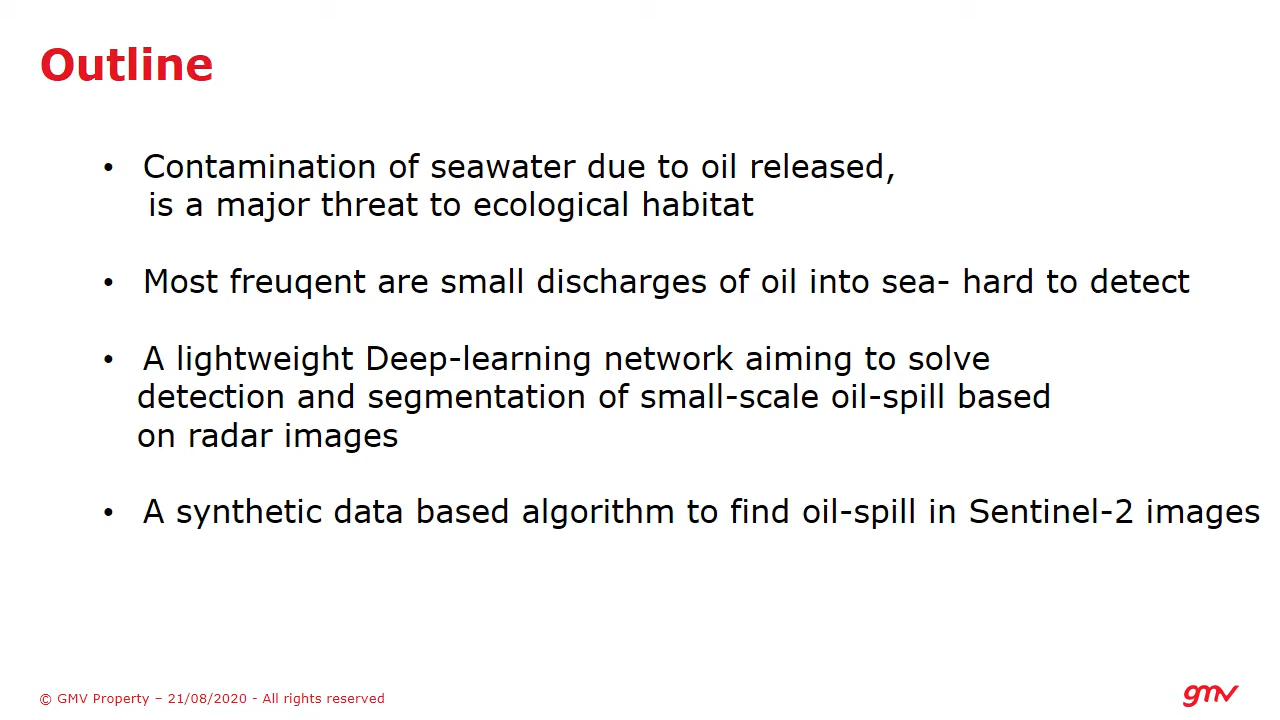 Outline
• Contamination of seawater due to oil released,
is a major threat to ecological habitat
• Most freuqent are small discharges of oil into sea- hard to detect
• A lightweight Deep-learning network aiming to solve
detection and segmentation of small-scale oil-spill based
on radar images
• A synthetic data based algorithm to find oil-spill in Sentinel-2 images
© GMV Property – 21/08/2020 - All rights reserved
gmv